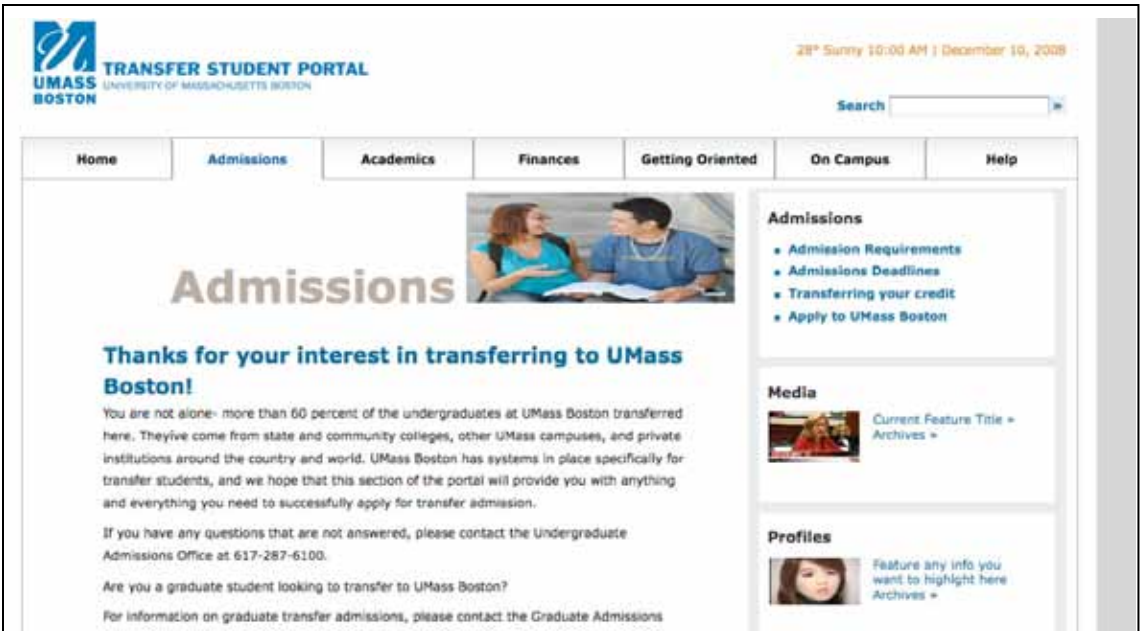 UMASS
BOSTON
TRANSFER STUDENT PORTAL
UNIVERSITY OF MASSACHUSETTS BOSTON
28° Sunny 10:00 AM | December 10, 2008
Search
Home Admissions Academics Finances Getting Oriented On Campus Help
Admissions
Thanks for your interest in transferring to UMass
Boston!
You are not alone- more than 60 percent of the undergraduates at UMass Boston transferred
here. Theyíve come from state and community colleges, other UMass campuses, and private
institutions around the country and world. UMass Boston has systems in place specifically for
transfer students, and we hope that this section of the portal will provide you with anything
and everything you need to successfully apply for transfer admission.
If you have any questions that are not answered, please contact the Undergraduate
Admissions Office at 617-287-6100.
Are you a graduate student looking to transfer to UMass Boston?
For information on graduate transfer admissions, please contact the Graduate Admissions
Admissions
Admission Requirements
Admissions Deadlines
Transferring your credit
Apply to UMass Boston
Media
Current Feature Title »
Archives »
Profiles
Feature any info you
want to highlight here
Archives »